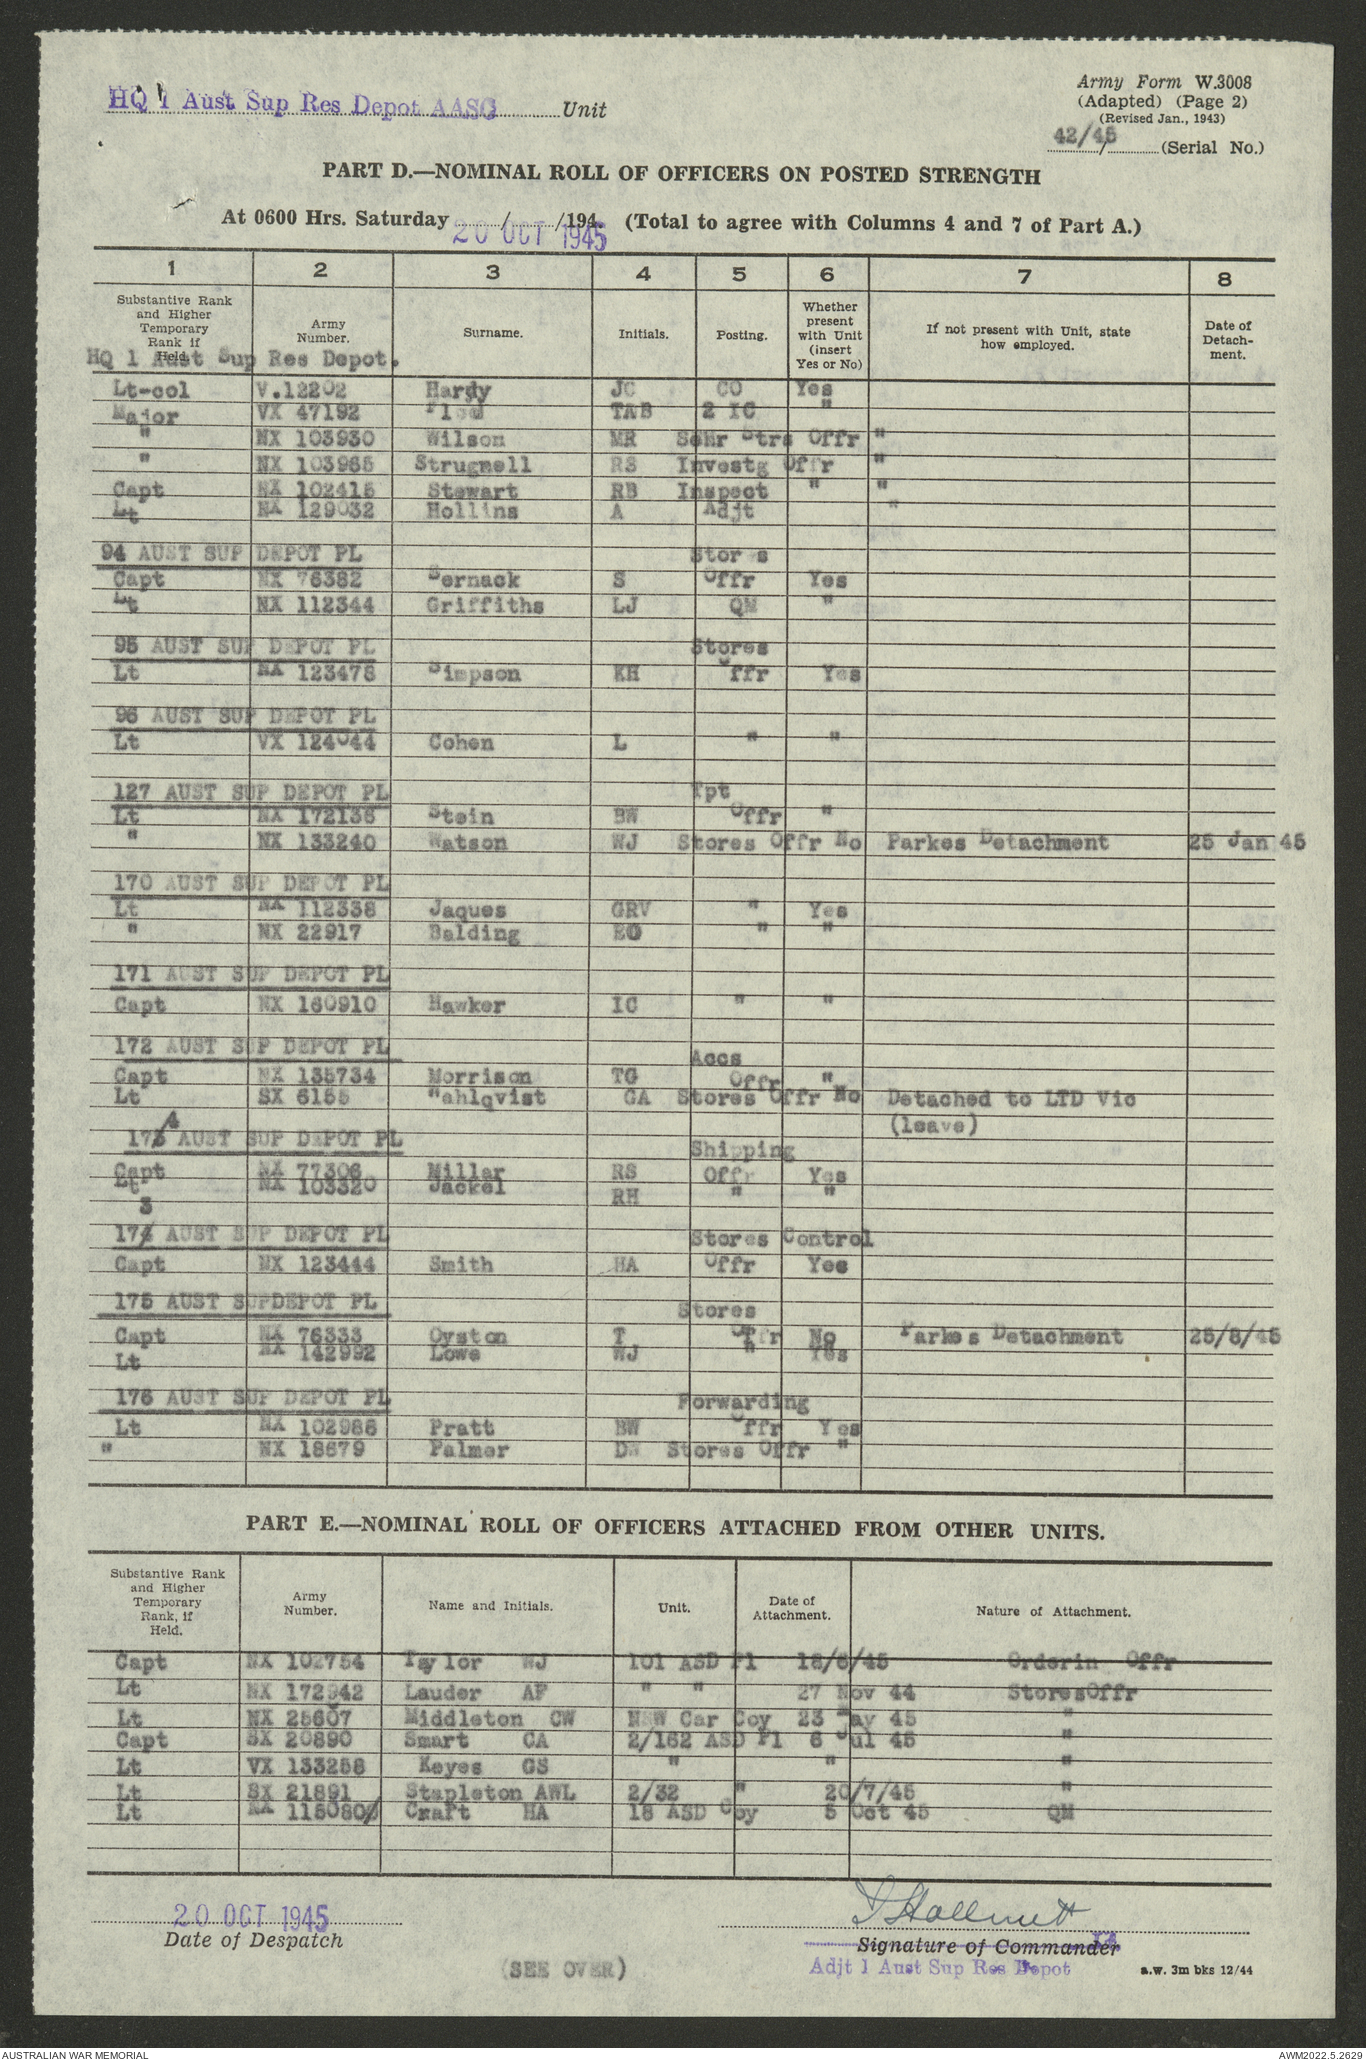 HQ 1 Aust Sup Res Depot AASC Unit
Army Form W.3008
(Adapted) (Page 2)
(Revised Jan., 1943)
42/45 (Serial No.)
PART D.—NOMINAL ROLL OF OFFICERS ON POSTED STRENGTH
At 0600 Hrs. Saturday ....../....../194 (Total to agree with Columns 4 and 7 of Part A.)
20 OCT 1945
1 2 3 4 5 6 7 8
Substantive Rank and Higher Temporary Rank if Held. Army Number. Surname. Initials. Posting. Whether present with Unit (insert Yes or No) If not present with Unit, state how employed. Date of Detachment.
HQ 1 Aust Sup Res Depot.
Lt-col V.12202 Hardy JC CO Yes
Major VX 47192 TAB 2 IC "
" NX 103930 Wilson MR Senr Strs Offr "
" NX 103965 Strugnell RS Investg Offr "
Capt NX 102415 Stewart RB Inspect " "
Lt NX 129032 Hollins A Adjt "
94 AUST SUP DEPOT PL Stores
Capt NX 76382 Sernack S Offr Yes
Lt NX 112344 Griffiths LJ QM "
95 AUST SUP DEPOT PL Stores
Lt NX 123478 Simpson KH Offr Yes
96 AUST SUP DEPOT PL
Lt VX 124044 Cohen L " "
127 AUST SUP DEPOT PL Tpt
Lt NX 172136 Stein BW Offr "
" NX 133240 Watson WJ Stores Offr No Parkes Detachment 25 Jan 45
170 AUST SUP DEPOT PL
Lt NX 112338 Jaques GRV " Yes
" NX 22917 Balding EG " "
171 AUST SUP DEPOT PL
Capt NX 160910 Hawker IC " "
172 AUST SUP DEPOT PL Accs
Capt NX 135734 Morrison TG Offr "
Lt SX 6155 Wahlqvist GA Stores Offr No Detached to LTD Vic
(leave)
173 4 AUST SUP DEPOT PL Shipping
Capt NX 77306 Millar RS Offr Yes
Lt NX 103320 Jackel RH " "
3
174 AUST SUP DEPOT PL Stores Control
Capt NX 123444 Smith HA Offr Yes
175 AUST SUPDEPOT PL Stores
Capt NX 76333 Oyston T Offr No Parkes Detachment 25/8/45
Lt NX 142992 Lowe WJ " Yes
176 AUST SUP DEPOT PL Forwarding
Lt NX 102986 Pratt BW Offr Yes
" NX 18679 Palmer DW Stores Offr "
PART E.—NOMINAL ROLL OF OFFICERS ATTACHED FROM OTHER UNITS.
Substantive Rank and Higher Temporary Rank, if Held. Army Number. Name and Initials. Unit. Date of Attachment. Nature of Attachment.
Capt NX 102754 Taylor WJ 101 ASD Pl 18/6/45 Orderin Offr
Lt NX 172942 Lauder AF " " 27 Nov 44 StoresOffr
Lt NX 25607 Middleton CW NSW Car Coy 23 May 45 "
Capt SX 20890 Smart CA 2/162 ASD Pl 6 Jul 45 "
Lt VX 133258 Keyes GS " " "
Lt SX 21891 Stapleton AWL 2/32 " 20/7/45 "
Lt NX 115080 Craft HA 18 ASD Coy 5 Oct 45 QM
20 OCT 1945
Date of Despatch
Signature of Commander Lt.
Adjt 1 Aust Sup Res Depot
(SEE OVER)
a.w. 3m bks 12/44
AUSTRALIAN WAR MEMORIAL
AWM2022.5.2629